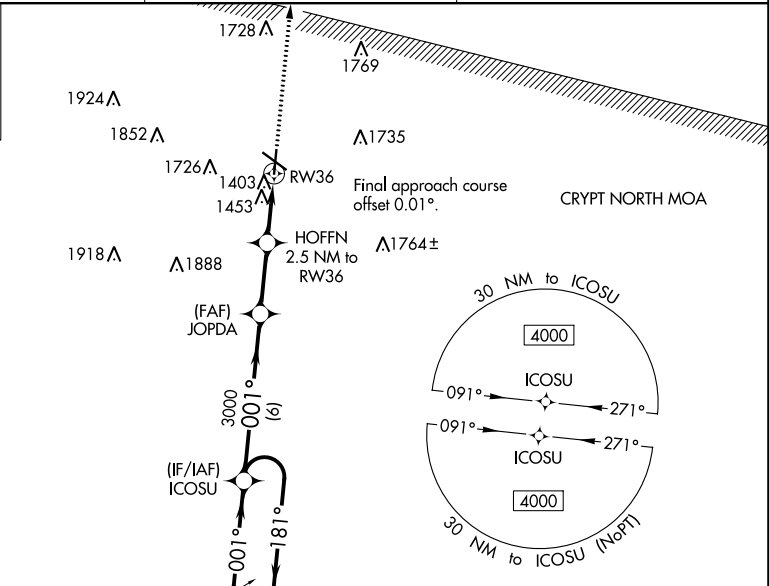 1728
1769
1924
1852
1735
1726
1403
1453
RW36
Final approach course
offset 0.01°.
CRYPT NORTH MOA
1918
1888
HOFFN
2.5 NM to
RW36
1764±
(FAF)
JOPDA
3000
001°
(6)
(IF/IAF)
ICOSU
001°
181°
30 NM to ICOSU
4000
ICOSU
091°
271°
091°
271°
ICOSU
4000
30 NM to ICOSU (NoPT)